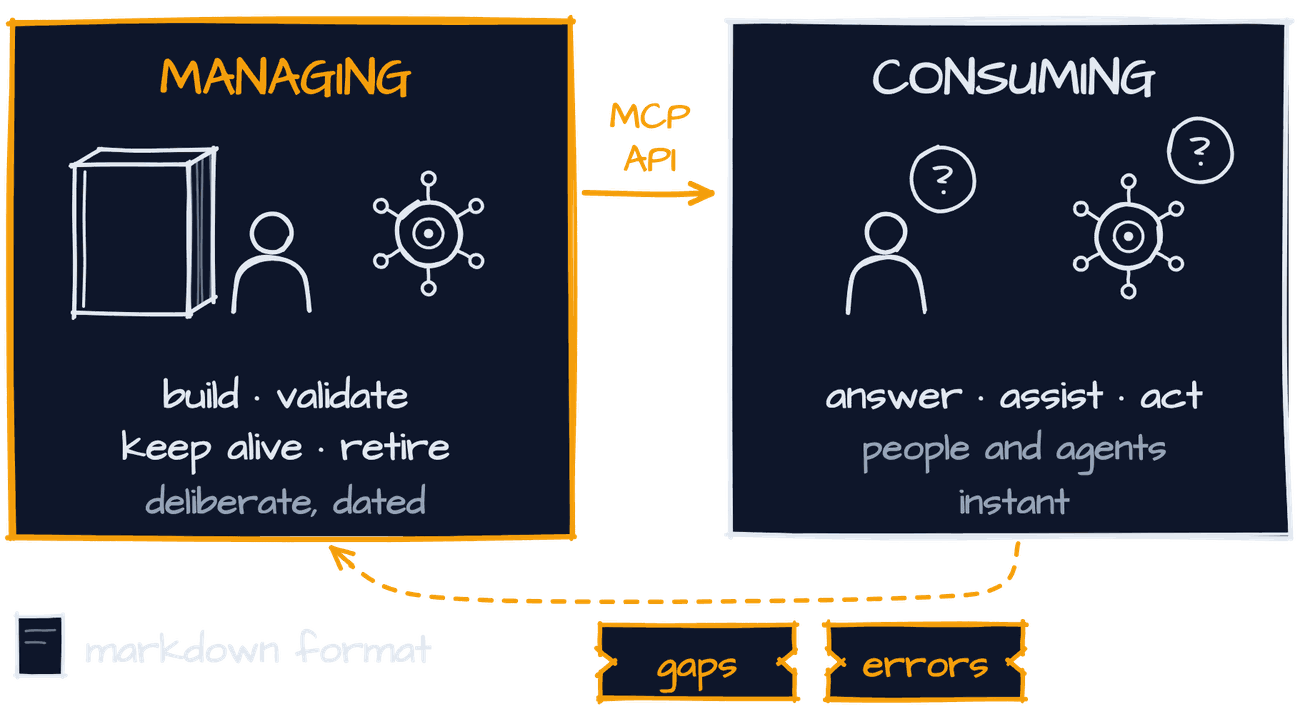 MANAGING
build · validate
keep alive · retire
deliberate, dated
MCP
API
CONSUMING
?
?
answer · assist · act
people and agents
instant
markdown format
gaps
errors